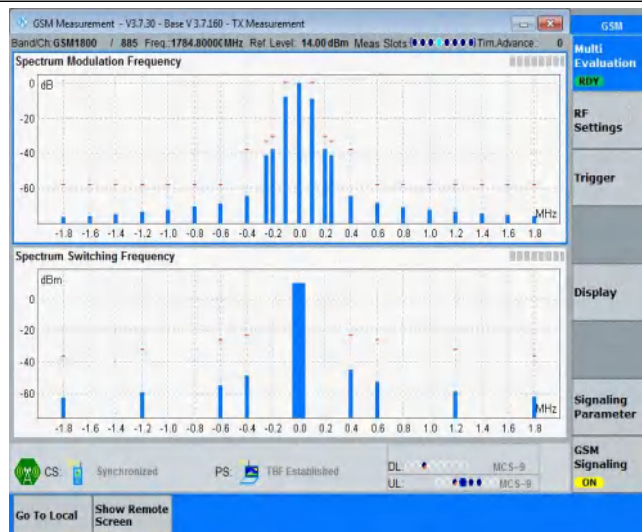 GSM Measurement - V3.7.30 - Base V 3.7.160 - TX Measurement
GSM
Band/Ch: GSM1800 / 885 Freq.: 1784.8000 MHz Ref Level: 14.00 dBm Meas Slots Tim.Advance: 0
Multi
Evaluation
RDY
Spectrum Modulation Frequency
0 dB
-20
-40
-60
MHz
-1.8 -1.6 -1.4 -1.2 -1.0 -0.8 -0.6 -0.4 -0.2 0.0 0.2 0.4 0.6 0.8 1.0 1.2 1.4 1.6 1.8
RF
Settings
Trigger
Spectrum Switching Frequency
dBm
0
-20
-40
-60
MHz
-1.8 -1.6 -1.4 -1.2 -1.0 -0.8 -0.6 -0.4 -0.2 0.0 0.2 0.4 0.6 0.8 1.0 1.2 1.4 1.6 1.8
Display
Signaling
Parameter
CS: Synchronized PS: TBF Established DL: MCS-9
UL: MCS-9
GSM
Signaling
ON
Go To Local
Show Remote
Screen